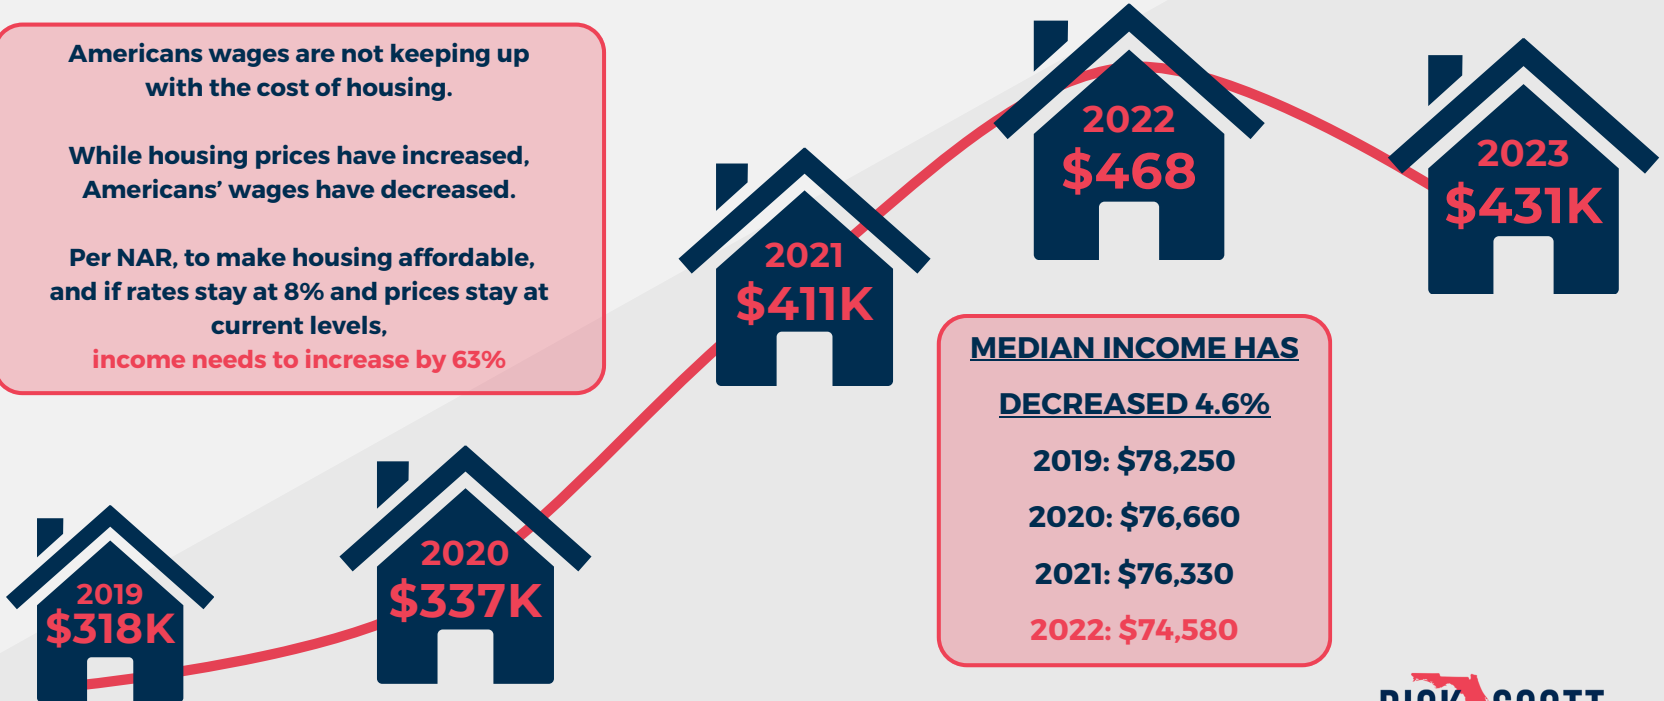 Americans wages are not keeping up
with the cost of housing.
While housing prices have increased,
Americans' wages have decreased.
Per NAR, to make housing affordable,
and if rates stay at 8% and prices stay at
current levels,
income needs to increase by 63%
2019
$318K
2020
$337K
2021
$411K
2022
$468
2023
$431K
MEDIAN INCOME HAS
DECREASED 4.6%
2019: $78,250
2020: $76,660
2021: $76,330
2022: $74,580
RICK SCOTT